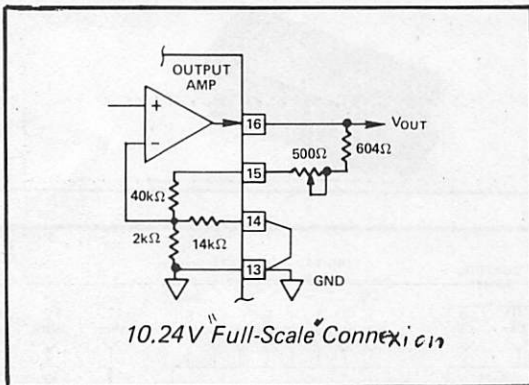 OUTPUT
AMP
+
16
VOUT
−
500Ω
604Ω
15
40kΩ
14
2kΩ
14kΩ
13
GND
10.24V "Full-Scale" Connexion